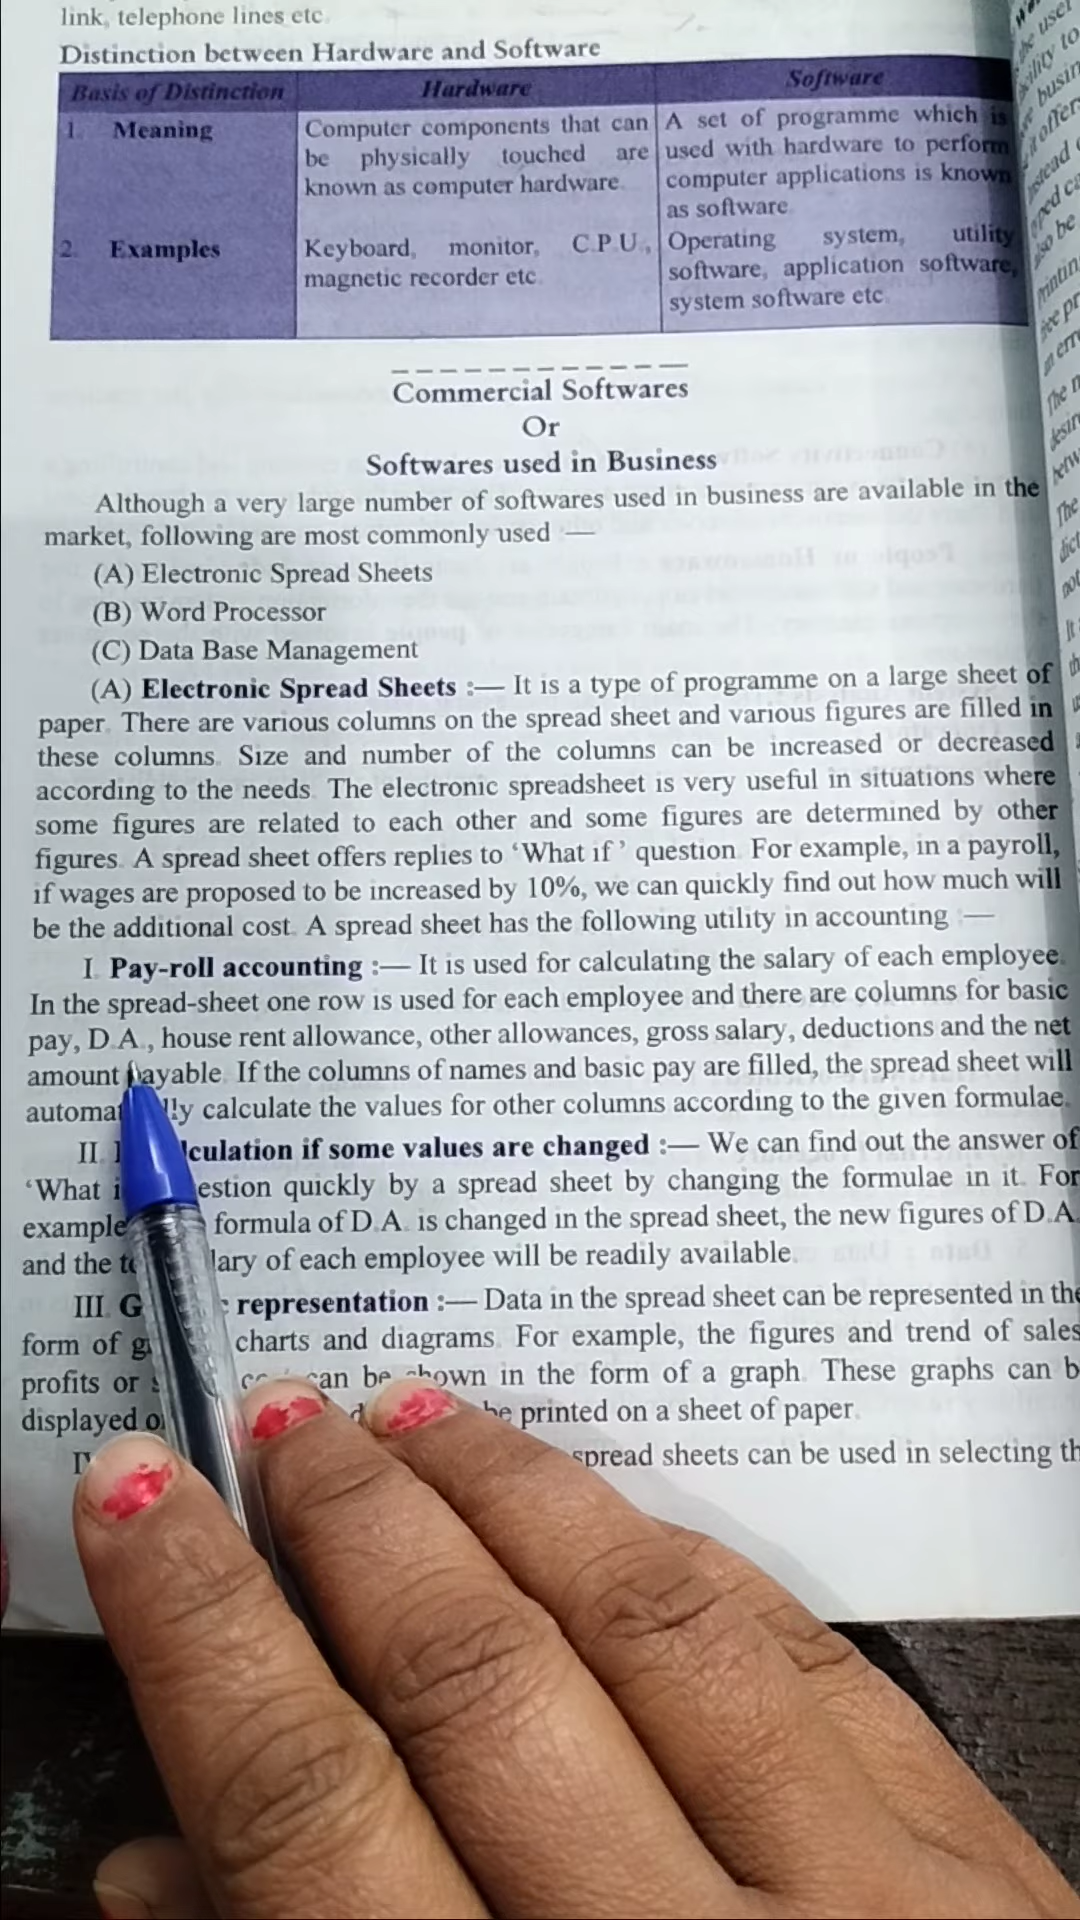 link, telephone lines etc.
Distinction between Hardware and Software
Basis of Distinction Hardware Software
1. Meaning Computer components that can be physically touched are known as computer hardware. A set of programme which is used with hardware to perform computer applications is known as software.
2. Examples Keyboard, monitor, C.P.U., magnetic recorder etc. Operating system, utility software, application software, system software etc.
Commercial Softwares
Or
Softwares used in Business
Although a very large number of softwares used in business are available in the
market, following are most commonly used :—
(A) Electronic Spread Sheets
(B) Word Processor
(C) Data Base Management
(A) Electronic Spread Sheets :— It is a type of programme on a large sheet of
paper. There are various columns on the spread sheet and various figures are filled in
these columns. Size and number of the columns can be increased or decreased
according to the needs. The electronic spreadsheet is very useful in situations where
some figures are related to each other and some figures are determined by other
figures. A spread sheet offers replies to ‘What if ’ question. For example, in a payroll,
if wages are proposed to be increased by 10%, we can quickly find out how much will
be the additional cost. A spread sheet has the following utility in accounting :—
I. Pay-roll accounting :— It is used for calculating the salary of each employee.
In the spread-sheet one row is used for each employee and there are columns for basic
pay, D.A., house rent allowance, other allowances, gross salary, deductions and the net
amount payable. If the columns of names and basic pay are filled, the spread sheet will
calculate the values for other columns according to the given formulae.
II. if some values are changed :— We can find out the answer of
‘What quickly by a spread sheet by changing the formulae in it. For
example formula of D.A. is changed in the spread sheet, the new figures of D.A.
and the of each employee will be readily available.
III. representation :— Data in the spread sheet can be represented in the
form of charts and diagrams. For example, the figures and trend of sales
profits or can be shown in the form of a graph. These graphs can
displayed be printed on a sheet of paper.
spread sheets can be used in selecting